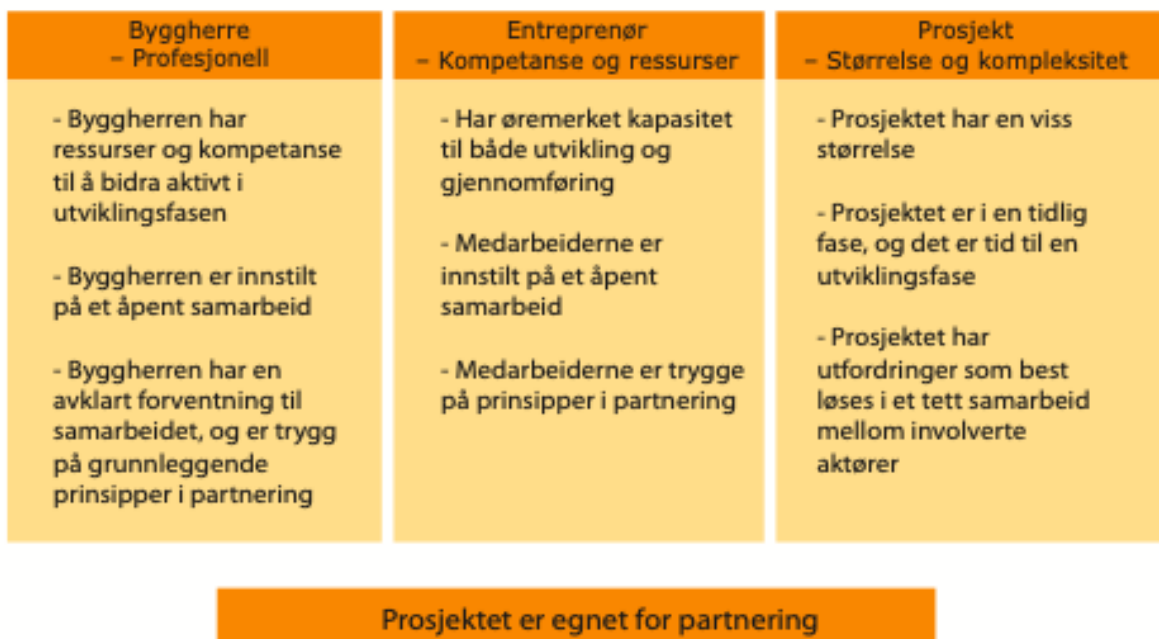 Byggherre
– Profesjonell
- Byggherren har
ressurser og kompetanse
til å bidra aktivt i
utviklingsfasen
- Byggherren er innstilt
på et åpent samarbeid
- Byggherren har en
avklart forventning til
samarbeidet, og er trygg
på grunnleggende
prinsipper i partnering
Entreprenør
– Kompetanse og ressurser
- Har øremerket kapasitet
til både utvikling og
gjennomføring
- Medarbeiderne er
innstilt på et åpent
samarbeid
- Medarbeiderne er trygge
på prinsipper i partnering
Prosjekt
– Størrelse og kompleksitet
- Prosjektet har en viss
størrelse
- Prosjektet er i en tidlig
fase, og det er tid til en
utviklingsfase
- Prosjektet har
utfordringer som best
løses i et tett samarbeid
mellom involverte
aktører
Prosjektet er egnet for partnering